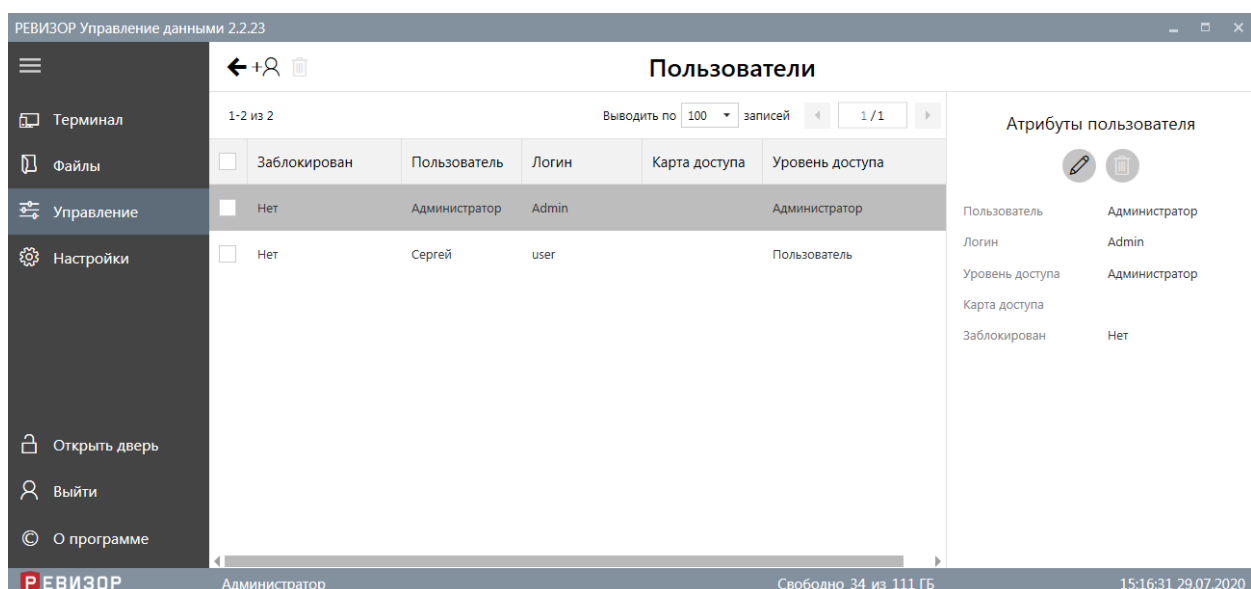 РЕВИЗОР Управление данными 2.2.23
Пользователи
Терминал
Файлы
Управление
Настройки
Открыть дверь
Выйти
© О программе
1-2 из 2 Выводить по 100 записей 1 /1
Заблокирован Пользователь Логин Карта доступа Уровень доступа
Нет Администратор Admin Администратор
Нет Сергей user Пользователь
Атрибуты пользователя
Пользователь Администратор
Логин Admin
Уровень доступа Администратор
Карта доступа
Заблокирован Нет
РЕВИЗОР Администратор Свободно 34 из 111 ГБ 15:16:31 29.07.2020